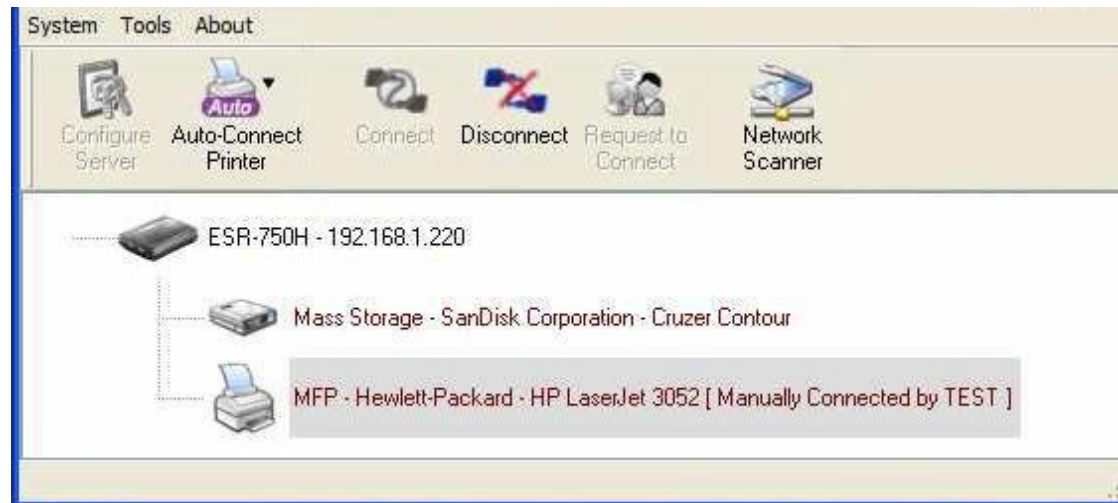 System Tools About
Auto
Configure Server
Auto-Connect Printer
Connect
Disconnect
Request to Connect
Network Scanner
ESR-750H - 192.168.1.220
Mass Storage - SanDisk Corporation - Cruzer Contour
MFP - Hewlett-Packard - HP LaserJet 3052 [ Manually Connected by TEST ]